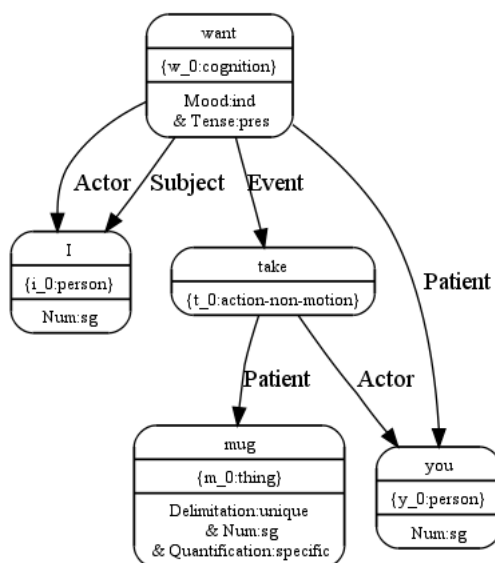 want
{w_0:cognition}
Mood:ind
& Tense:pres
Actor
Subject
Event
I
{i_0:person}
Num:sg
take
{t_0:action-non-motion}
Patient
Patient
Actor
mug
{m_0:thing}
Delimitation:unique
& Num:sg
& Quantification:specific
you
{y_0:person}
Num:sg